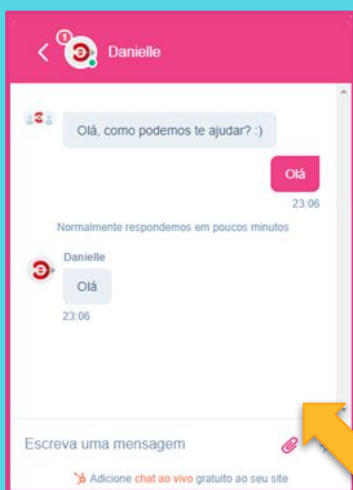 1
Danielle
Olá, como podemos te ajudar? :)
Olá
23:06
Normalmente respondemos em poucos minutos
Danielle
Olá
23:06
Escreva uma mensagem
Adicione chat ao vivo gratuito ao seu site